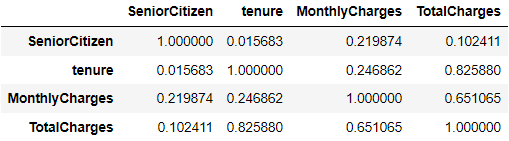 SeniorCitizen tenure MonthlyCharges TotalCharges
SeniorCitizen 1.000000 0.015683 0.219874 0.102411
tenure 0.015683 1.000000 0.246862 0.825880
MonthlyCharges 0.219874 0.246862 1.000000 0.651065
TotalCharges 0.102411 0.825880 0.651065 1.000000